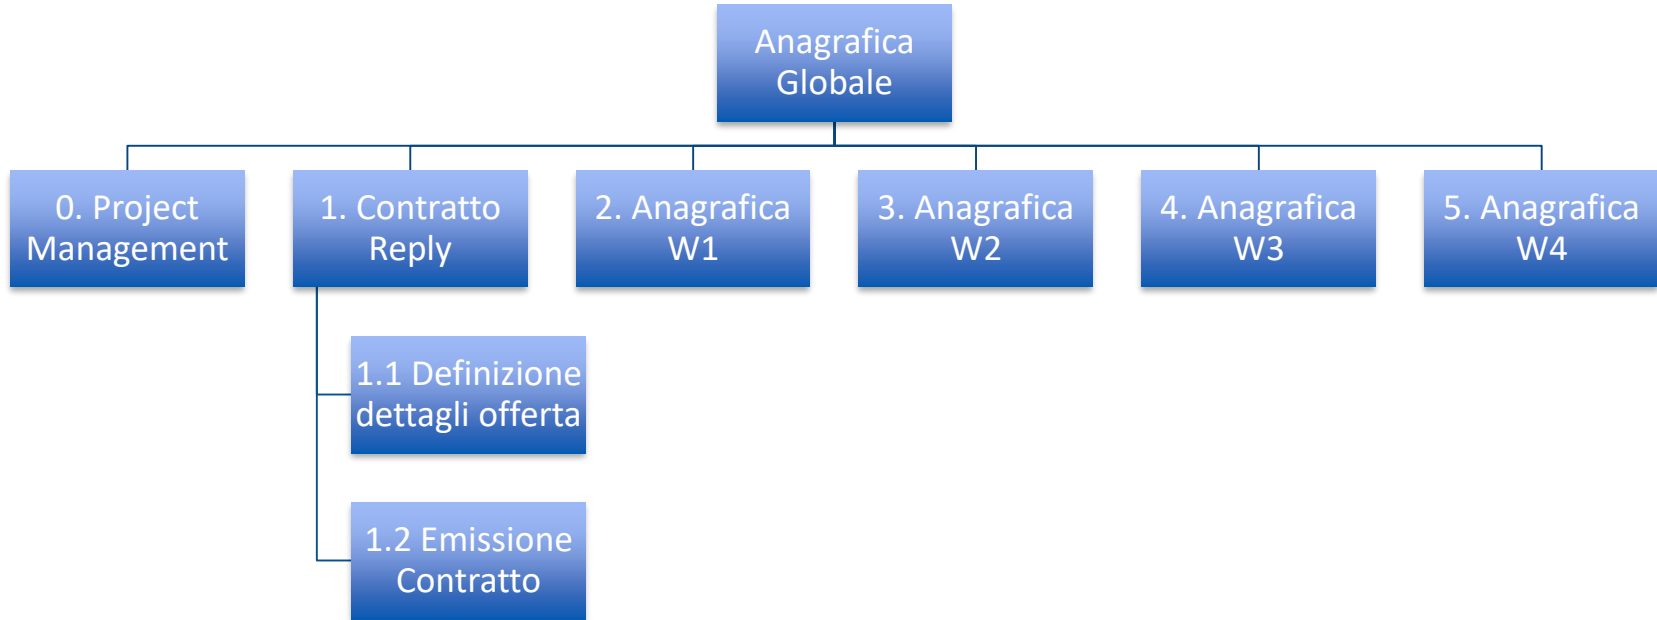 Anagrafica
Globale
0. Project
Management
1. Contratto
Reply
2. Anagrafica
W1
3. Anagrafica
W2
4. Anagrafica
W3
5. Anagrafica
W4
1.1 Definizione
dettagli offerta
1.2 Emissione
Contratto